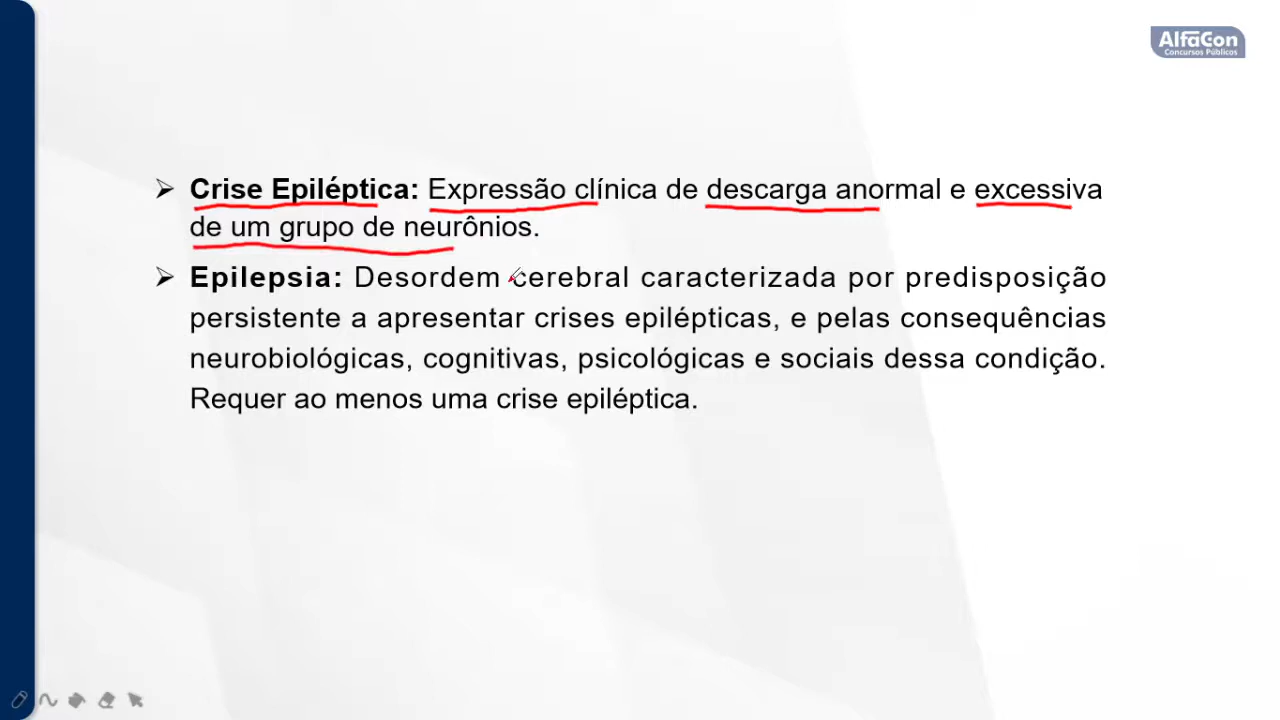 AlfaCon
Concursos Públicos
Crise Epiléptica: Expressão clínica de descarga anormal e excessiva
de um grupo de neurônios.
Epilepsia: Desordem cerebral caracterizada por predisposição
persistente a apresentar crises epilépticas, e pelas consequências
neurobiológicas, cognitivas, psicológicas e sociais dessa condição.
Requer ao menos uma crise epiléptica.